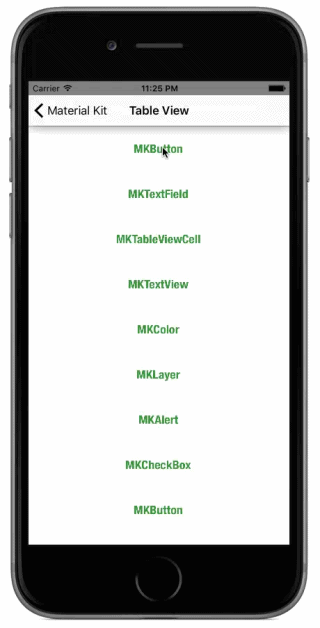 Carrier 11:25 PM
Material Kit Table View
MKButton
MKTextField
MKTableViewCell
MKTextView
MKColor
MKLayer
MKAlert
MKCheckBox
MKButton